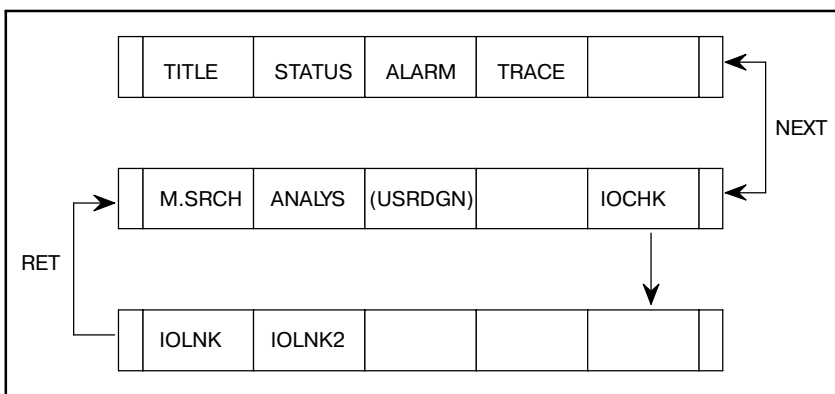 TITLE STATUS ALARM TRACE
NEXT
M.SRCH ANALYS (USRDGN) IOCHK
RET
IOLNK IOLNK2